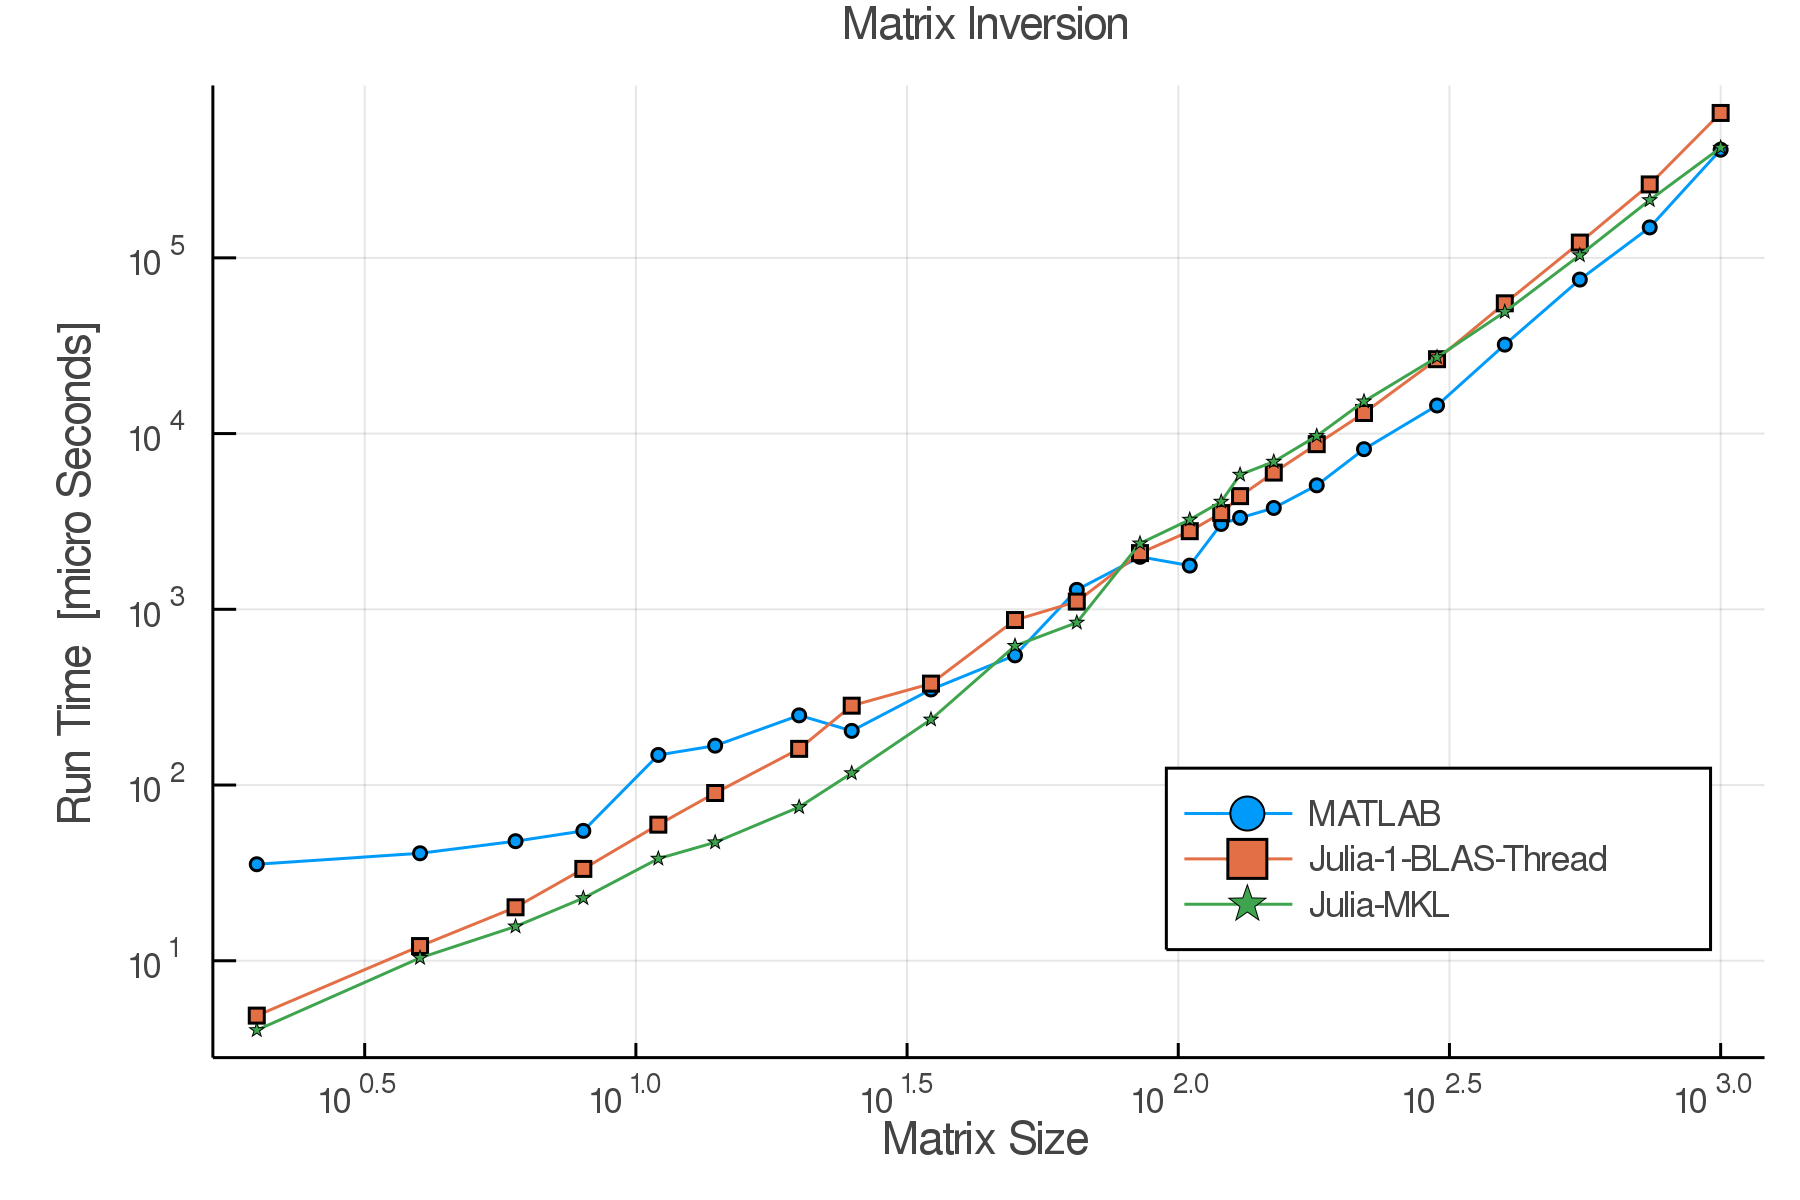 Matrix Inversion
Run Time [micro Seconds]
10^5
10^4
10^3
10^2
10^1
MATLAB
Julia-1-BLAS-Thread
Julia-MKL
10^0.5 10^1.0 10^1.5 10^2.0 10^2.5 10^3.0
Matrix Size